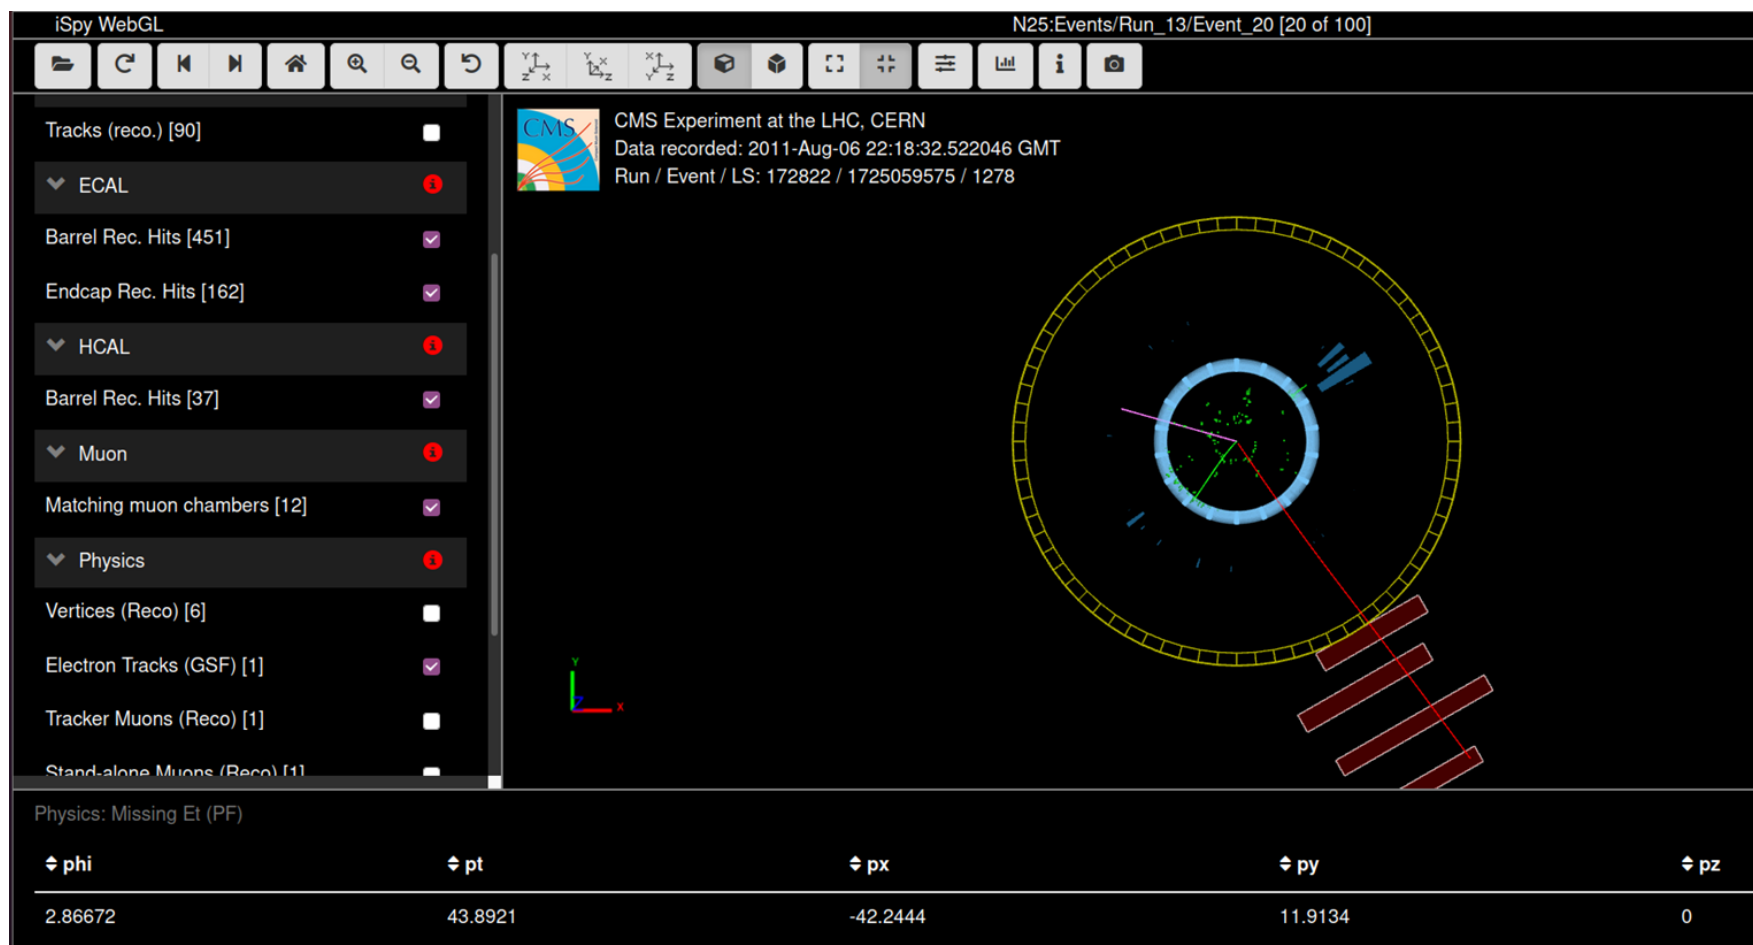 iSpy WebGL
N25:Events/Run_13/Event_20 [20 of 100]
Y X Z
Y X Z
X Z Y
Tracks (reco.) [90]
ECAL
Barrel Rec. Hits [451]
Endcap Rec. Hits [162]
HCAL
Barrel Rec. Hits [37]
Muon
Matching muon chambers [12]
Physics
Vertices (Reco) [6]
Electron Tracks (GSF) [1]
Tracker Muons (Reco) [1]
Stand-alone Muons (Reco) [1]
CMS
CMS Experiment at the LHC, CERN
Data recorded: 2011-Aug-06 22:18:32.522046 GMT
Run / Event / LS: 172822 / 1725059575 / 1278
Y
Z
X
Physics: Missing Et (PF)
phi pt px py pz
2.86672 43.8921 -42.2444 11.9134 0